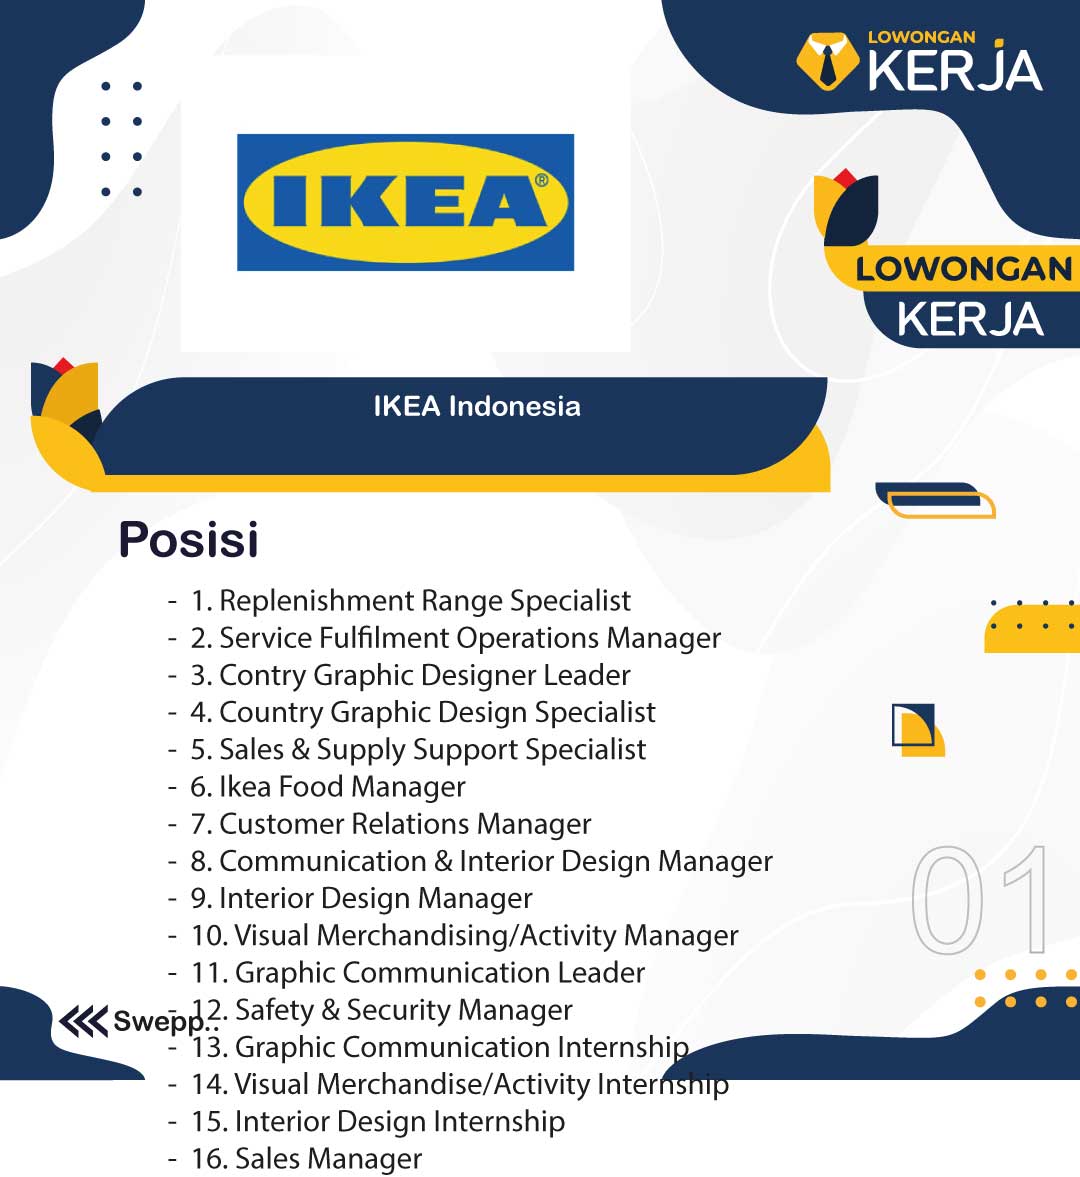 LOWONGAN
KERJA
IKEA®
LOWONGAN
KERJA
IKEA Indonesia
Posisi
- 1. Replenishment Range Specialist
- 2. Service Fulfilment Operations Manager
- 3. Contry Graphic Designer Leader
- 4. Country Graphic Design Specialist
- 5. Sales & Supply Support Specialist
- 6. Ikea Food Manager
- 7. Customer Relations Manager
- 8. Communication & Interior Design Manager
- 9. Interior Design Manager
- 10. Visual Merchandising/Activity Manager
- 11. Graphic Communication Leader
- 12. Safety & Security Manager
- 13. Graphic Communication Internship
- 14. Visual Merchandise/Activity Internship
- 15. Interior Design Internship
- 16. Sales Manager
01
Swepp..